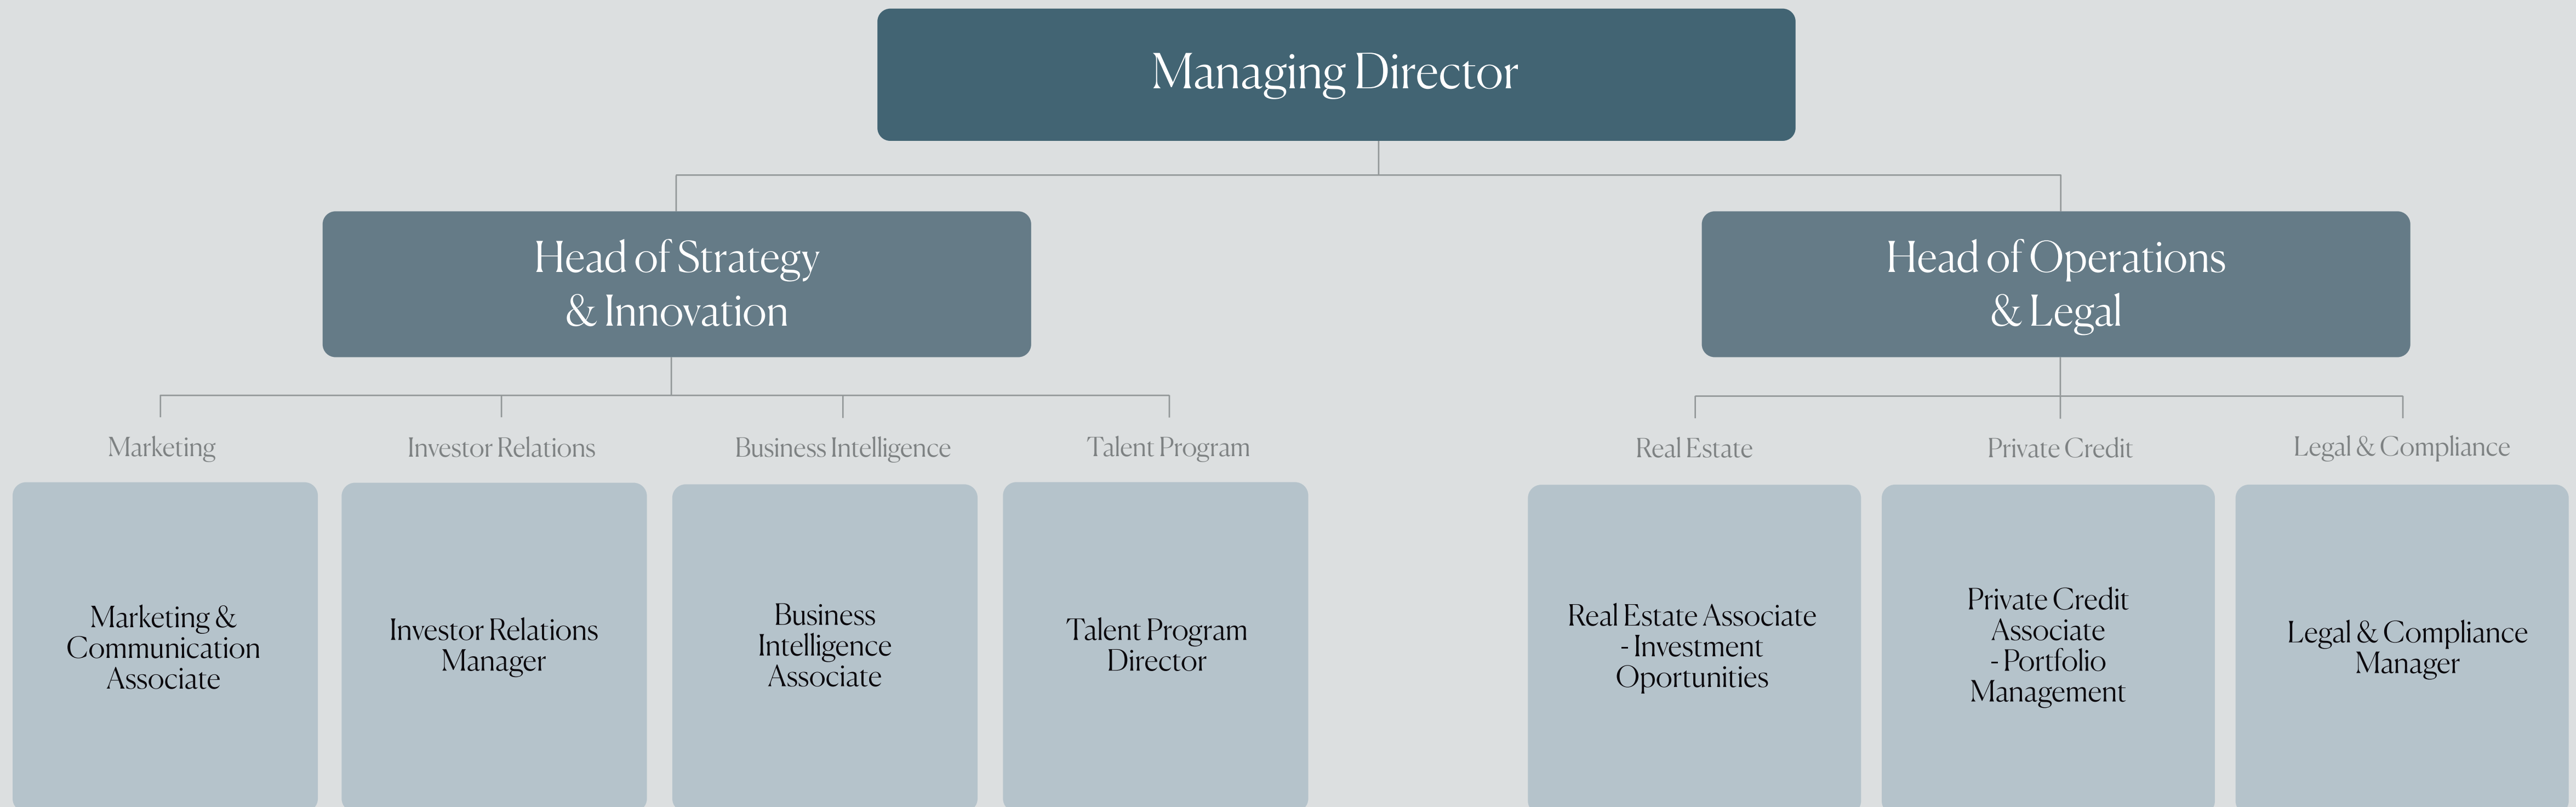 Managing Director
Head of Strategy
& Innovation
Head of Operations
& Legal
Marketing
Investor Relations
Business Intelligence
Talent Program
Real Estate
Private Credit
Legal & Compliance
Marketing &
Communication
Associate
Investor Relations
Manager
Business
Intelligence
Associate
Talent Program
Director
Real Estate Associate
- Investment
Oportunities
Private Credit
Associate
- Portfolio
Management
Legal & Compliance
Manager